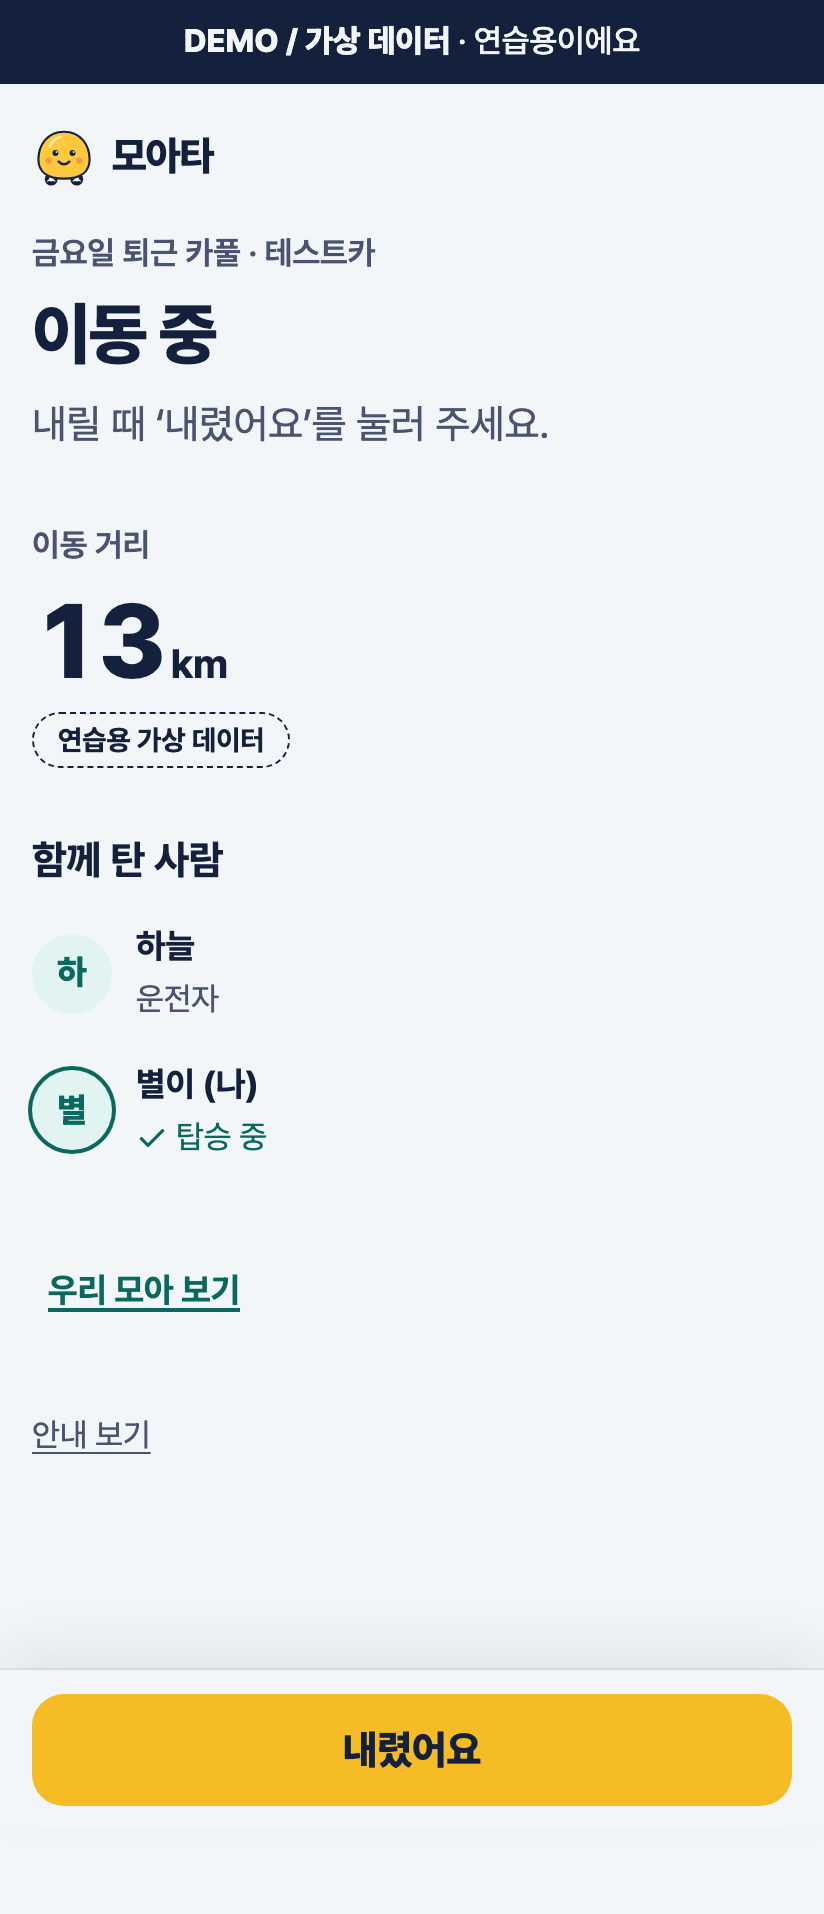 DEMO / 가상 데이터 · 연습용이에요
모아타
금요일 퇴근 카풀 · 테스트카
이동 중
내릴 때 ‘내렸어요’를 눌러 주세요.
이동 거리
13 km
연습용 가상 데이터
함께 탄 사람
하
하늘
운전자
별
별이 (나)
탑승 중
우리 모아 보기
안내 보기
내렸어요